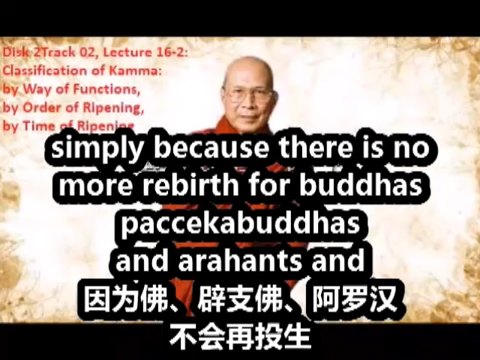 Disk 2Track 02, Lecture 16-2:
Classification of Kamma:
by Way of Functions,
by Order of Ripening,
by Time of Ripening
simply because there is no
more rebirth for buddhas
paccekabuddhas
and arahants and
因为佛、辟支佛、阿罗汉
不会再投生